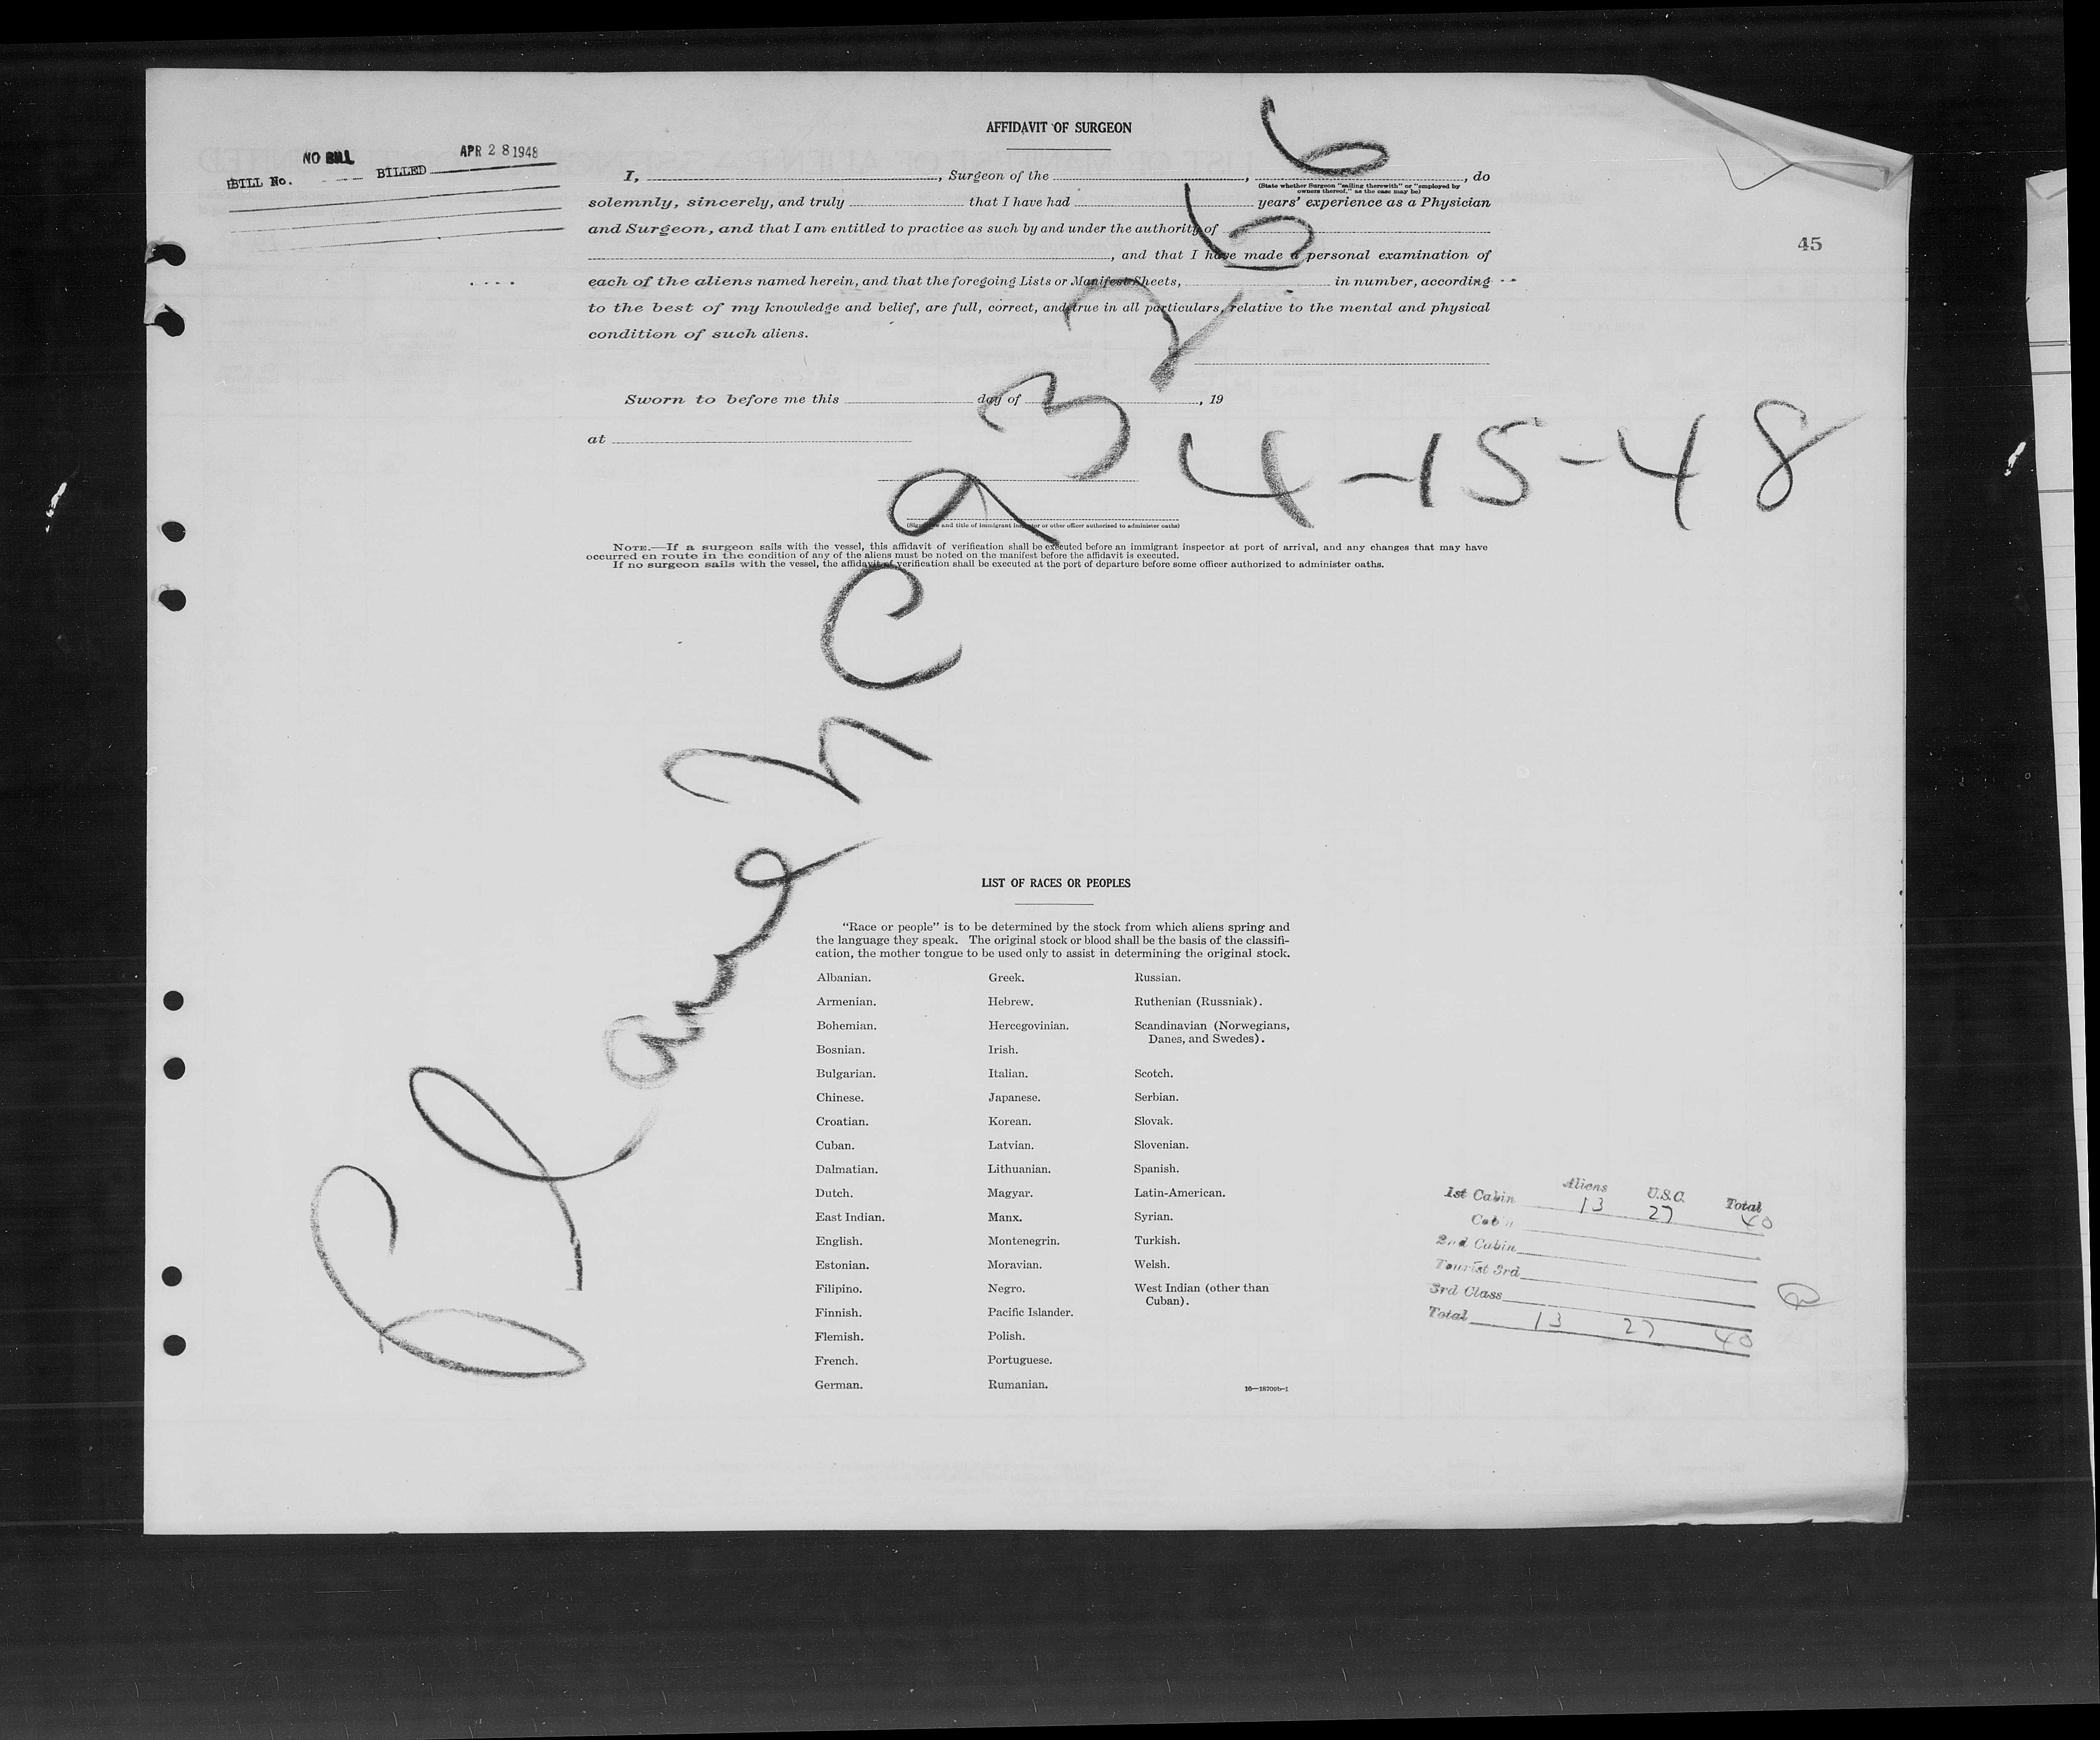 AFFIDAVIT OF SURGEON
NO BILL
BILL No. BILLED APR 28 1948
I, , Surgeon of the , , do
(State whether Surgeon "sailing therewith" or "employed by
owners thereof," as the case may be)
solemnly, sincerely, and truly that I have had years' experience as a Physician
and Surgeon, and that I am entitled to practice as such by and under the authority of
, and that I have made a personal examination of
45
each of the aliens named herein, and that the foregoing Lists or Manifest Sheets, in number, according
to the best of my knowledge and belief, are full, correct, and true in all particulars, relative to the mental and physical
condition of such aliens.
Sworn to before me this day of , 19
at
(Signature and title of immigrant inspector or other officer authorized to administer oaths)
NOTE.—If a surgeon sails with the vessel, this affidavit of verification shall be executed before an immigrant inspector at port of arrival, and any changes that may have
occurred en route in the condition of any of the aliens must be noted on the manifest before the affidavit is executed.
If no surgeon sails with the vessel, the affidavit of verification shall be executed at the port of departure before some officer authorized to administer oaths.
4-15-48
LIST OF RACES OR PEOPLES
"Race or people" is to be determined by the stock from which aliens spring and
the language they speak. The original stock or blood shall be the basis of the classifi-
cation, the mother tongue to be used only to assist in determining the original stock.
Albanian.
Armenian.
Bohemian.
Bosnian.
Bulgarian.
Chinese.
Croatian.
Cuban.
Dalmatian.
Dutch.
East Indian.
English.
Estonian.
Filipino.
Finnish.
Flemish.
French.
German.
Greek.
Hebrew.
Hercegovinian.
Irish.
Italian.
Japanese.
Korean.
Latvian.
Lithuanian.
Magyar.
Manx.
Montenegrin.
Moravian.
Negro.
Pacific Islander.
Polish.
Portuguese.
Rumanian.
Russian.
Ruthenian (Russniak).
Scandinavian (Norwegians,
Danes, and Swedes).
Scotch.
Serbian.
Slovak.
Slovenian.
Spanish.
Latin-American.
Syrian.
Turkish.
Welsh.
West Indian (other than
Cuban).
16—18700b-1
Aliens U.S.C. Total
1st Cabin 13 27 40
Cabin
2nd Cabin
Tourist 3rd
3rd Class
Total 13 27 40